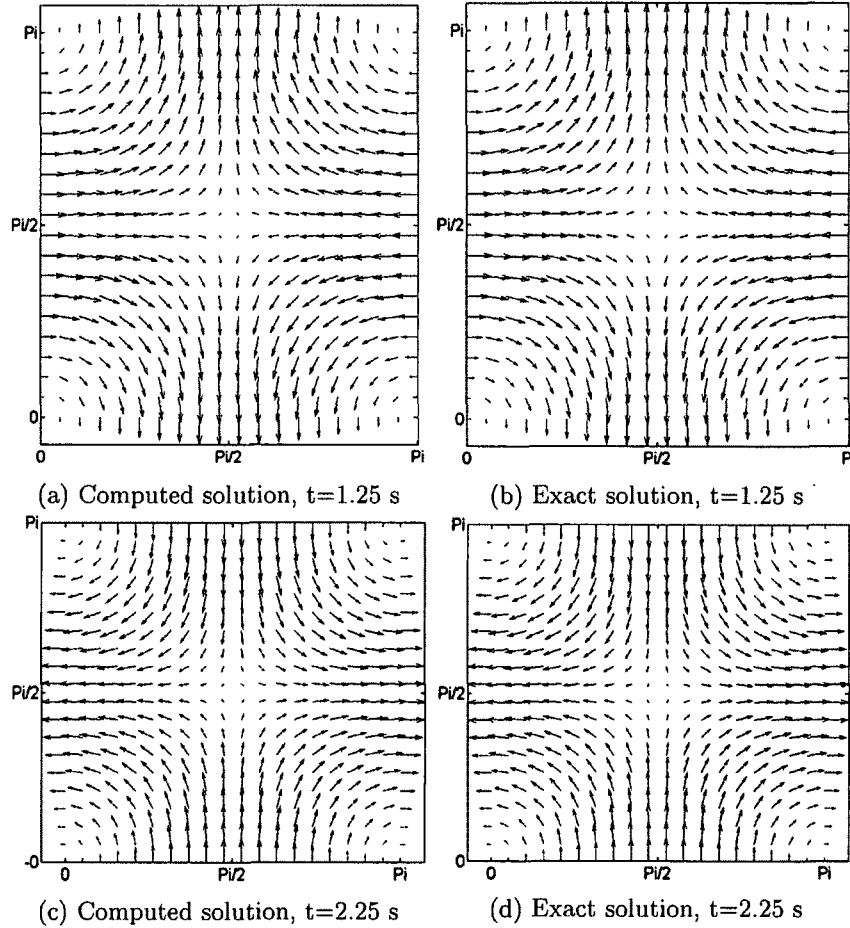 Pi
Pi
Pi/2
Pi/2
0
0
0 Pi/2 Pi
0 Pi/2 Pi
(a) Computed solution, t=1.25 s
(b) Exact solution, t=1.25 s
Pi
Pi
Pi/2
Pi/2
-0
0
0 Pi/2 Pi
0 Pi/2 Pi
(c) Computed solution, t=2.25 s
(d) Exact solution, t=2.25 s